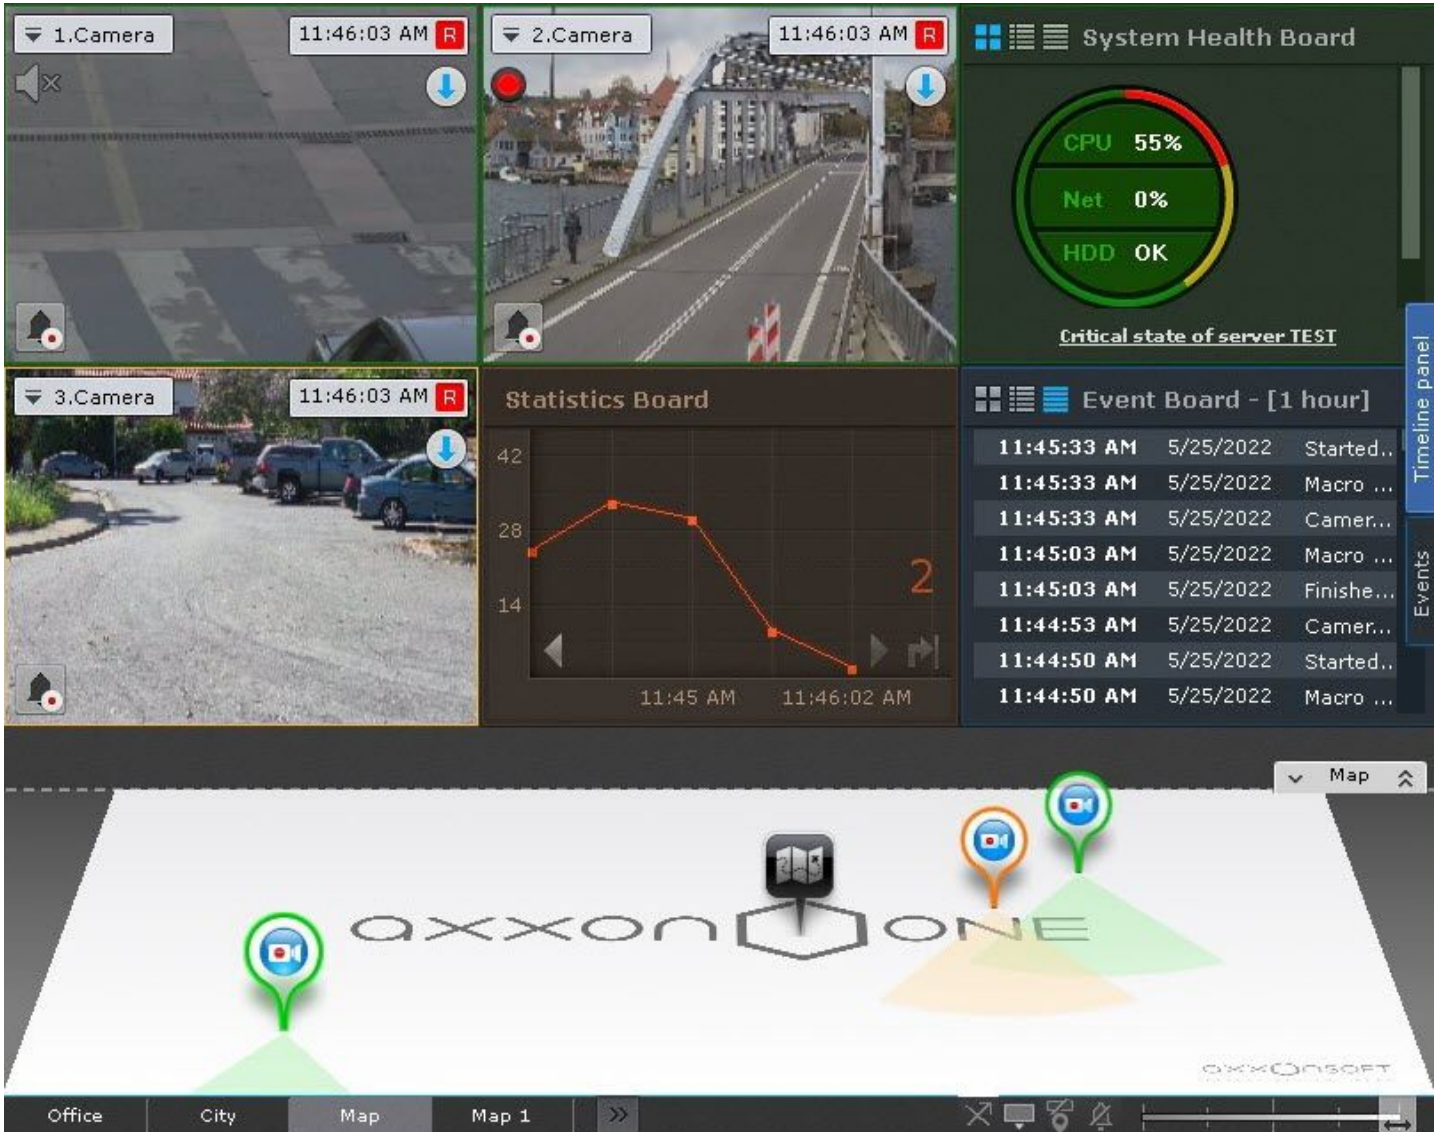 1.Camera
11:46:03 AM R
2.Camera
11:46:03 AM R
System Health Board
CPU 55%
Net 0%
HDD OK
Critical state of server TEST
Timeline panel
3.Camera
11:46:03 AM R
Statistics Board
42
28
14
2
11:45 AM 11:46:02 AM
Event Board - [1 hour]
11:45:33 AM 5/25/2022 Started..
11:45:33 AM 5/25/2022 Macro ...
11:45:33 AM 5/25/2022 Camer...
11:45:03 AM 5/25/2022 Macro ...
11:45:03 AM 5/25/2022 Finishe...
11:44:53 AM 5/25/2022 Camer...
11:44:50 AM 5/25/2022 Started..
11:44:50 AM 5/25/2022 Macro ...
Events
Map
axxon ONE
axxonsoft
Office City Map Map 1 >>